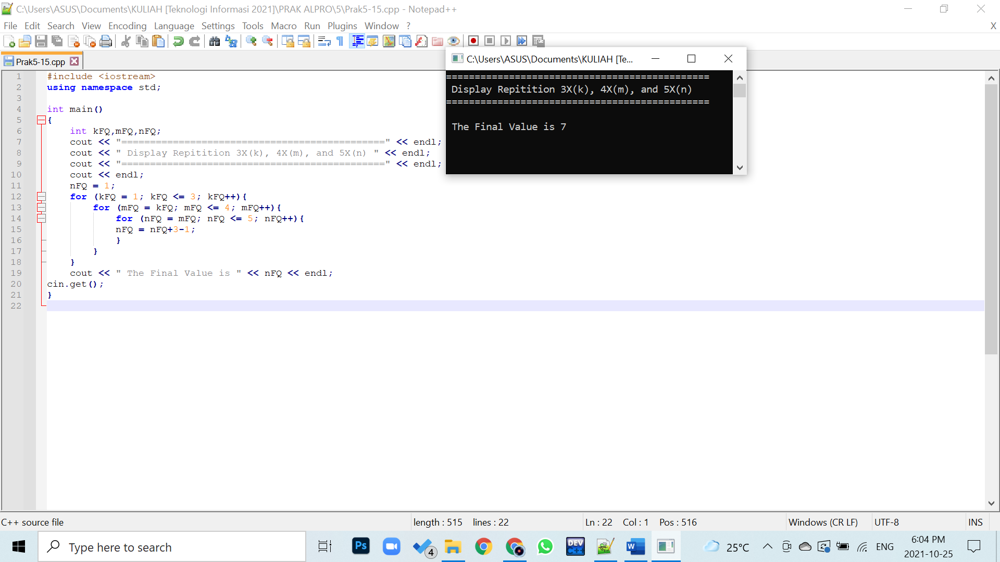 C:\Users\ASUS\Documents\KULIAH [Teknologi Informasi 2021]\PRAK ALPRO\5\Prak5-15.cpp - Notepad++
File Edit Search View Encoding Language Settings Tools Macro Run Plugins Window ? X
Prak5-15.cpp
1 #include <iostream>
2 using namespace std;
3
4 int main()
5 {
6 int kFQ,mFQ,nFQ;
7 cout << "==============================================" << endl;
8 cout << " Display Repitition 3X(k), 4X(m), and 5X(n) " << endl;
9 cout << "==============================================" << endl;
10 cout << endl;
11 nFQ = 1;
12 for (kFQ = 1; kFQ <= 3; kFQ++){
13 for (mFQ = kFQ; mFQ <= 4; mFQ++){
14 for (nFQ = mFQ; nFQ <= 5; nFQ++){
15 nFQ = nFQ+3-1;
16 }
17 }
18 }
19 cout << " The Final Value is " << nFQ << endl;
20 cin.get();
21 }
22
C:\Users\ASUS\Documents\KULIAH [Te...
==============================================
Display Repitition 3X(k), 4X(m), and 5X(n)
==============================================
The Final Value is 7
C++ source file length : 515 lines : 22 Ln : 22 Col : 1 Pos : 516 Windows (CR LF) UTF-8 INS
Type here to search
Ps
4
DEV
C++
W
25°C
ENG
6:04 PM
2021-10-25